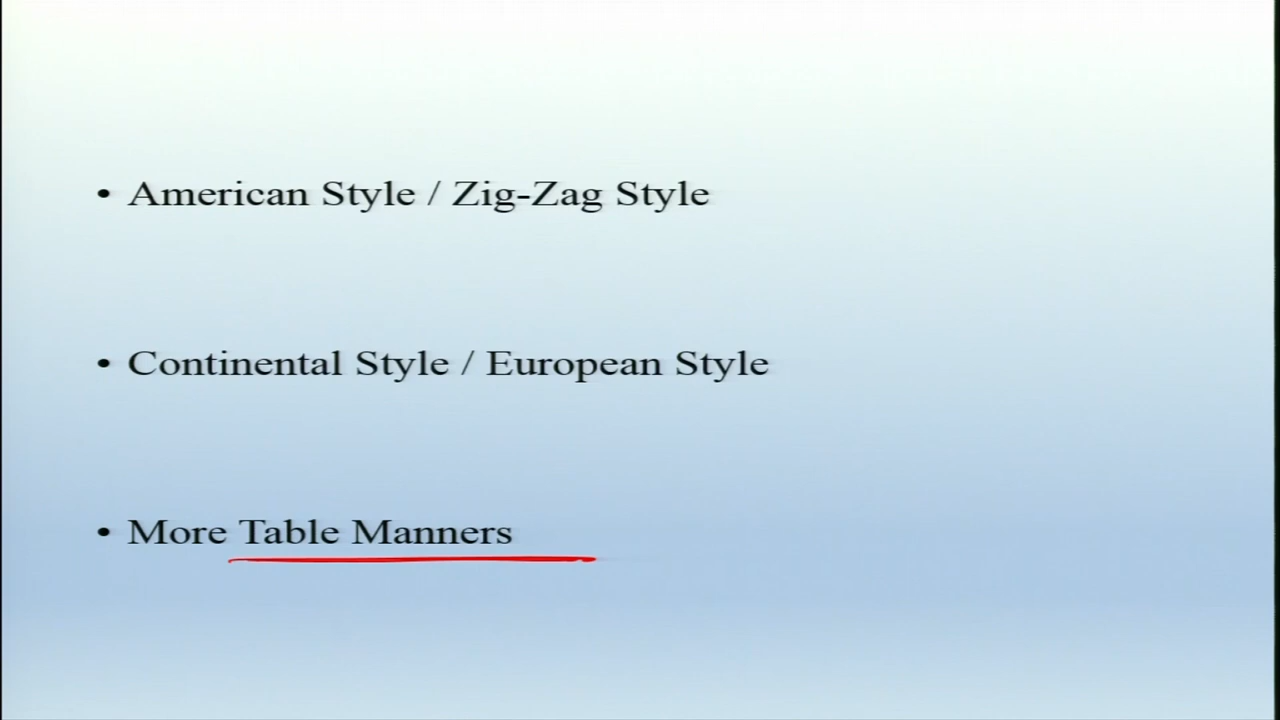 • American Style / Zig-Zag Style
• Continental Style / European Style
• More Table Manners